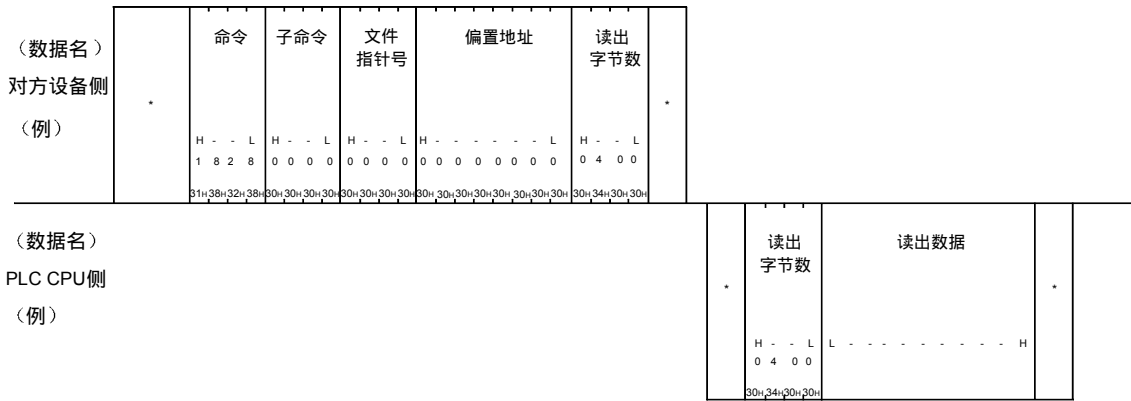 （数据名）
对方设备侧
（例）
*
命令
子命令
文件
指针号
偏置地址
读出
字节数
*
H - - L H - - L H - - L H - - - - - - L H - - L
1 8 2 8 0 0 0 0 0 0 0 0 0 0 0 0 0 0 0 0 0 4 0 0
31H 38H 32H 38H 30H 30H 30H 30H 30H 30H 30H 30H 30H 30H 30H 30H 30H 30H 30H 30H 30H 34H 30H 30H
（数据名）
PLC CPU侧
（例）
*
读出
字节数
读出数据
*
H - - L L - - - - - - - - - H
0 4 0 0
30H 34H 30H 30H